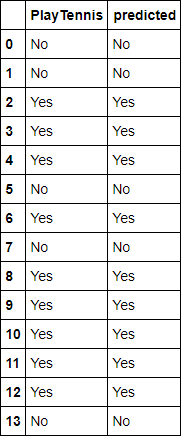 PlayTennis predicted
0 No No
1 No No
2 Yes Yes
3 Yes Yes
4 Yes Yes
5 No No
6 Yes Yes
7 No No
8 Yes Yes
9 Yes Yes
10 Yes Yes
11 Yes Yes
12 Yes Yes
13 No No